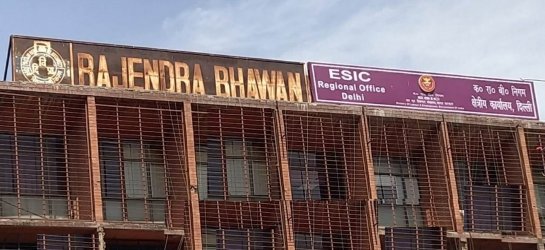 RAJENDRA BHAWAN
ESIC
Regional Office
Delhi
क० रा० बी० निगम
क्षेत्रीय कार्यालय, दिल्ली